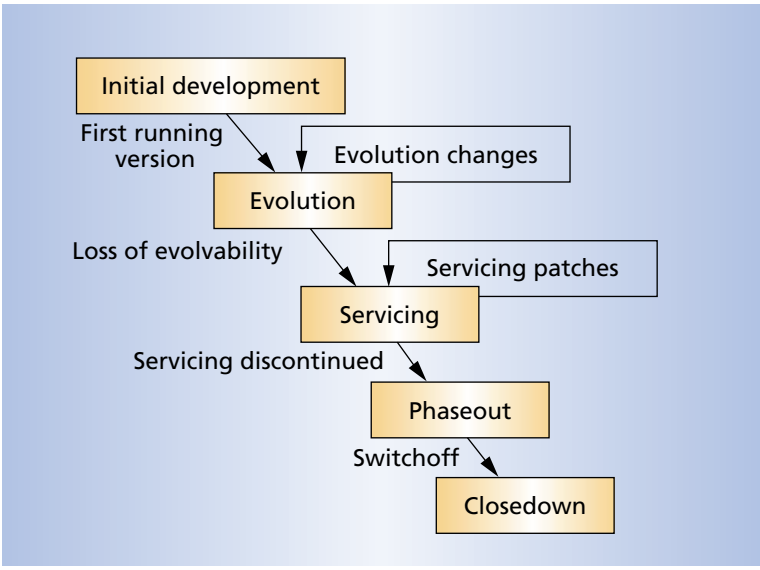 Initial development
First running
version
Evolution changes
Evolution
Loss of evolvability
Servicing patches
Servicing
Servicing discontinued
Phaseout
Switchoff
Closedown